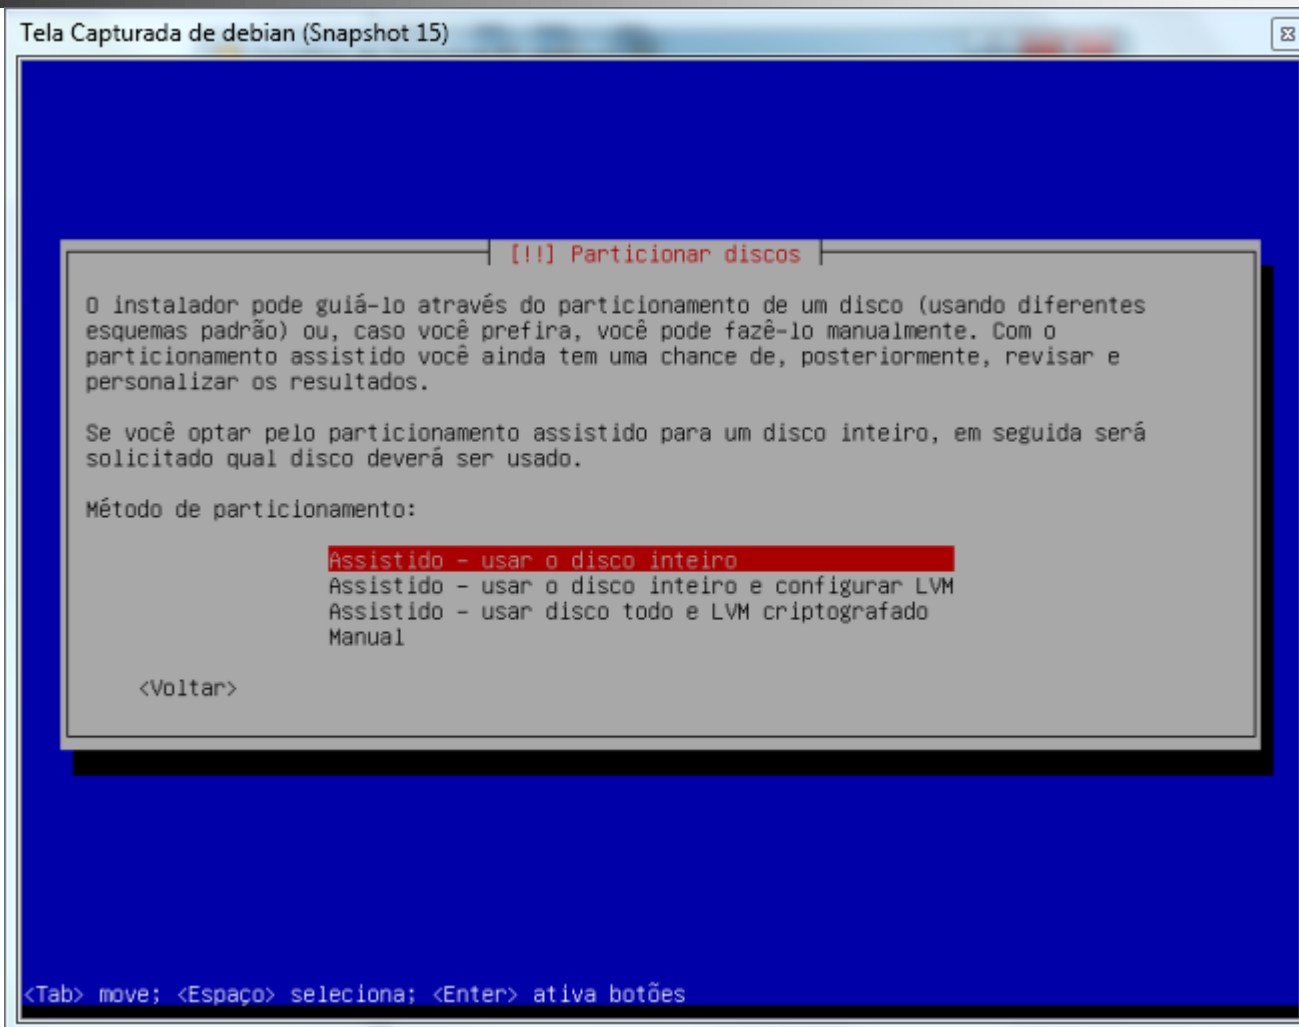 Tela Capturada de debian (Snapshot 15)
[!!] Particionar discos
O instalador pode guiá-lo através do particionamento de um disco (usando diferentes
esquemas padrão) ou, caso você prefira, você pode fazê-lo manualmente. Com o
particionamento assistido você ainda tem uma chance de, posteriormente, revisar e
personalizar os resultados.
Se você optar pelo particionamento assistido para um disco inteiro, em seguida será
solicitado qual disco deverá ser usado.
Método de particionamento:
Assistido - usar o disco inteiro
Assistido - usar o disco inteiro e configurar LVM
Assistido - usar disco todo e LVM criptografado
Manual
<Voltar>
<Tab> move; <Espaço> seleciona; <Enter> ativa botões